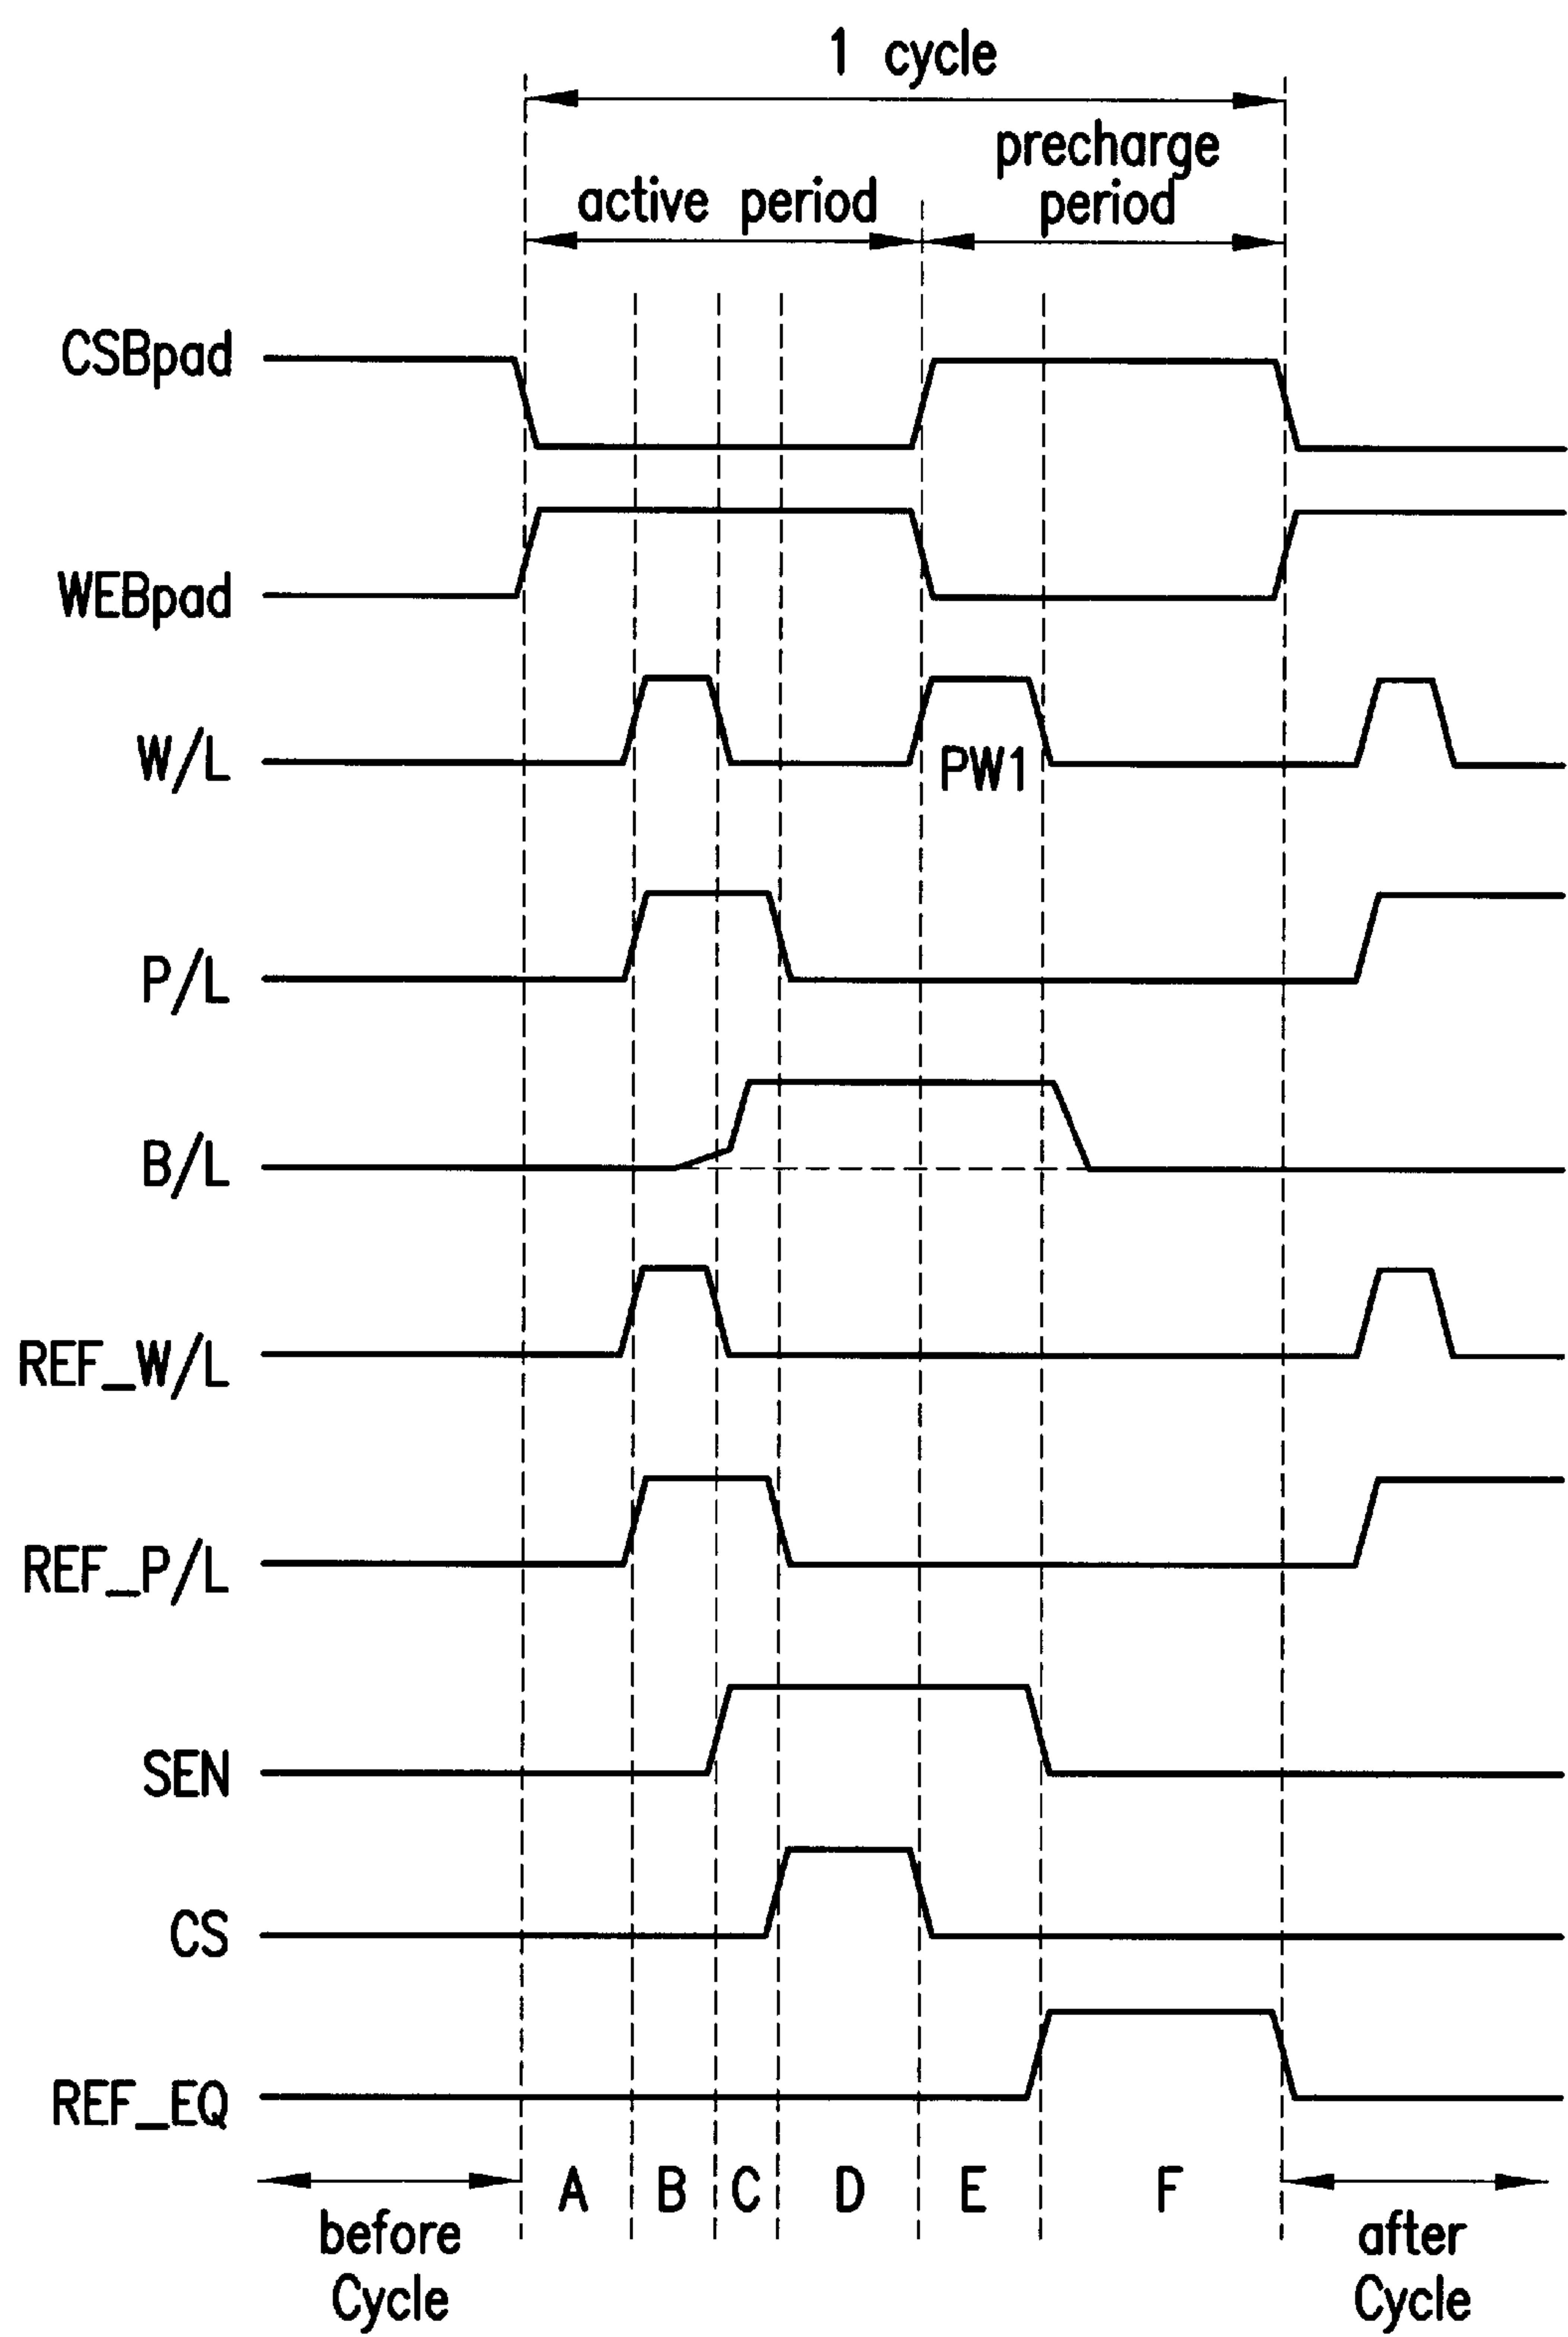 1 cycle
precharge
active period
period
CSBpad
WEBpad
W/L
PW1
P/L
B/L
REF_W/L
REF_P/L
SEN
CS
REF_EQ
A B C D E F
before
Cycle
after
Cycle